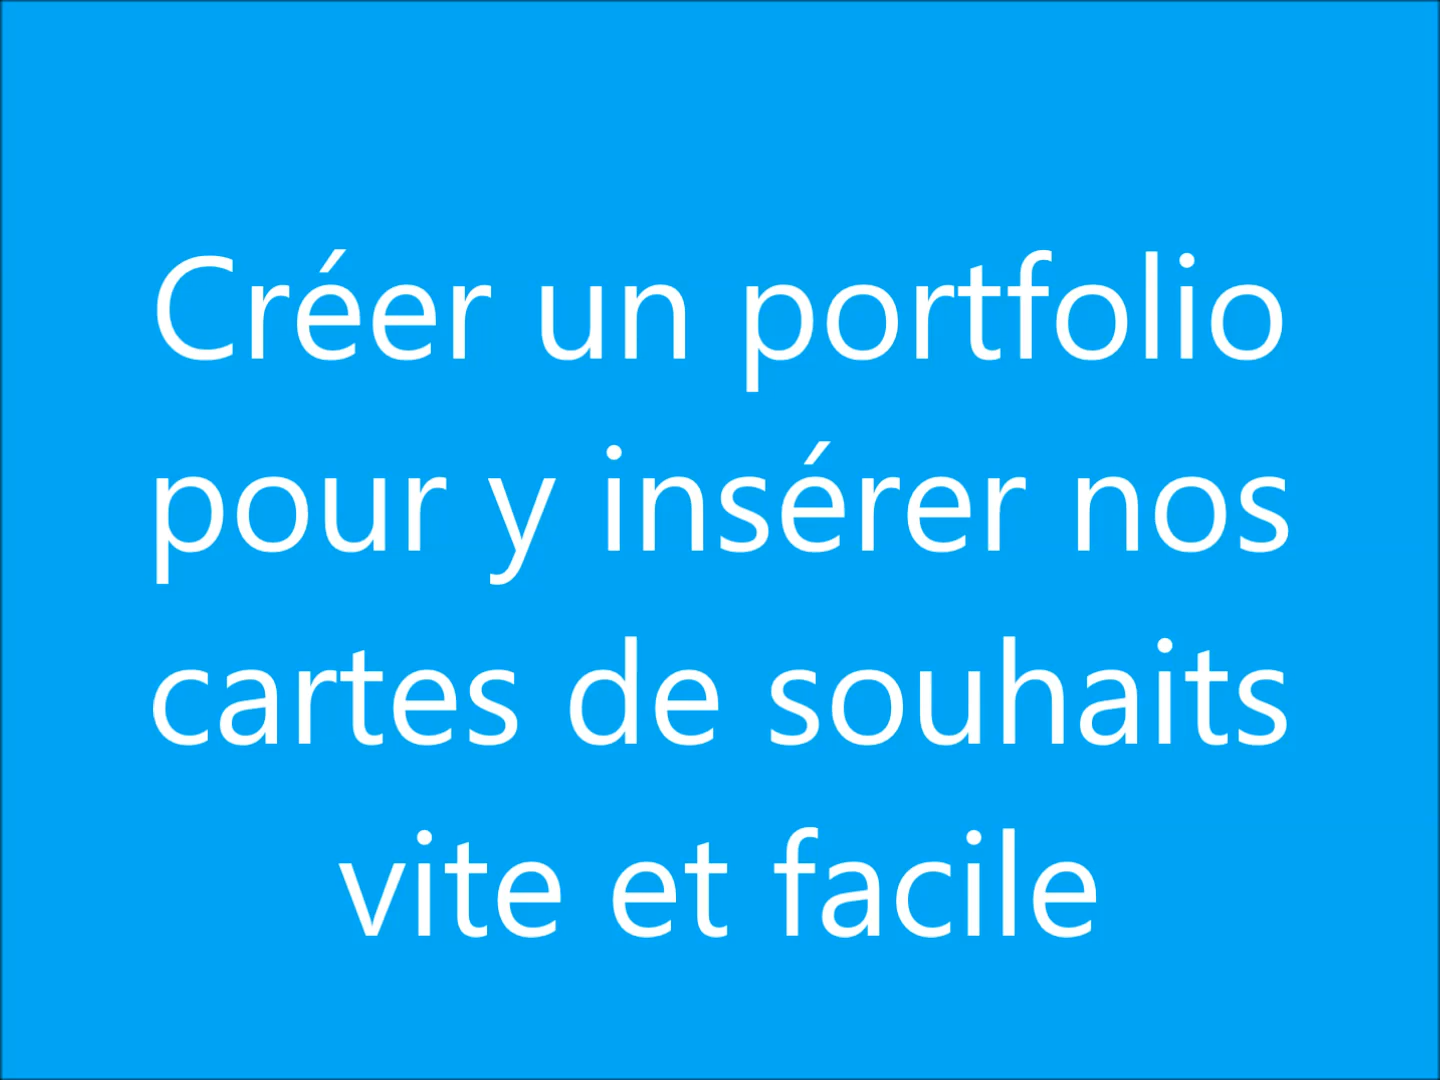 Créer un portfolio
pour y insérer nos
cartes de souhaits
vite et facile